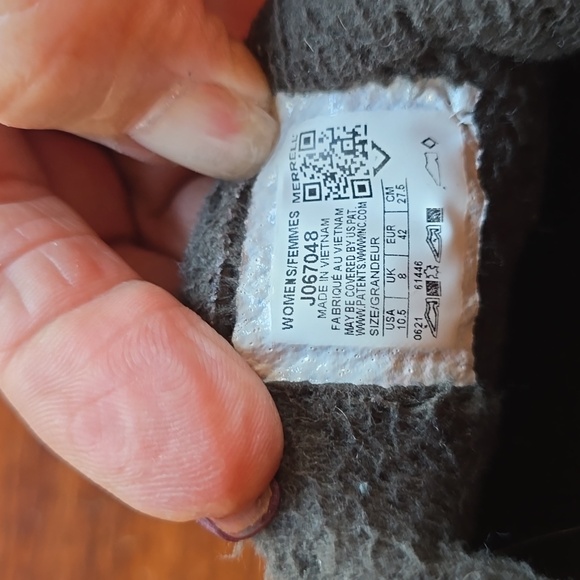 MERRELL
WOMENS/FEMMES
J067048
MADE IN VIETNAM
FABRIQUÉ AU VIETNAM
MAY BE COVERED BY US PAT
WWW.PATENTS.WWWINC.COM
SIZE/GRANDEUR
USA UK EUR CM
10.5 8 42 27.5
0621 61446